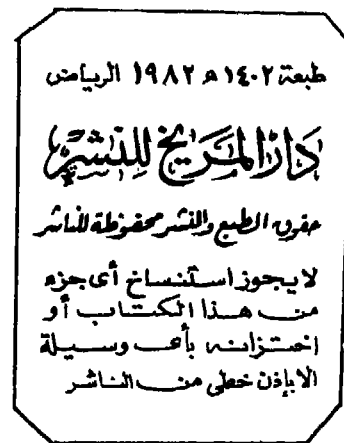 طبعة ١٤٠٢ هـ ١٩٨٢ الرياض
دار المريخ للنشر
حقوق الطبع والنشر محفوظة للناشر
لا يجوز استنساخ أى جزء
من هذا الكتاب أو
اختزانه بأى وسيلة
الا بإذن خطى من الناشر